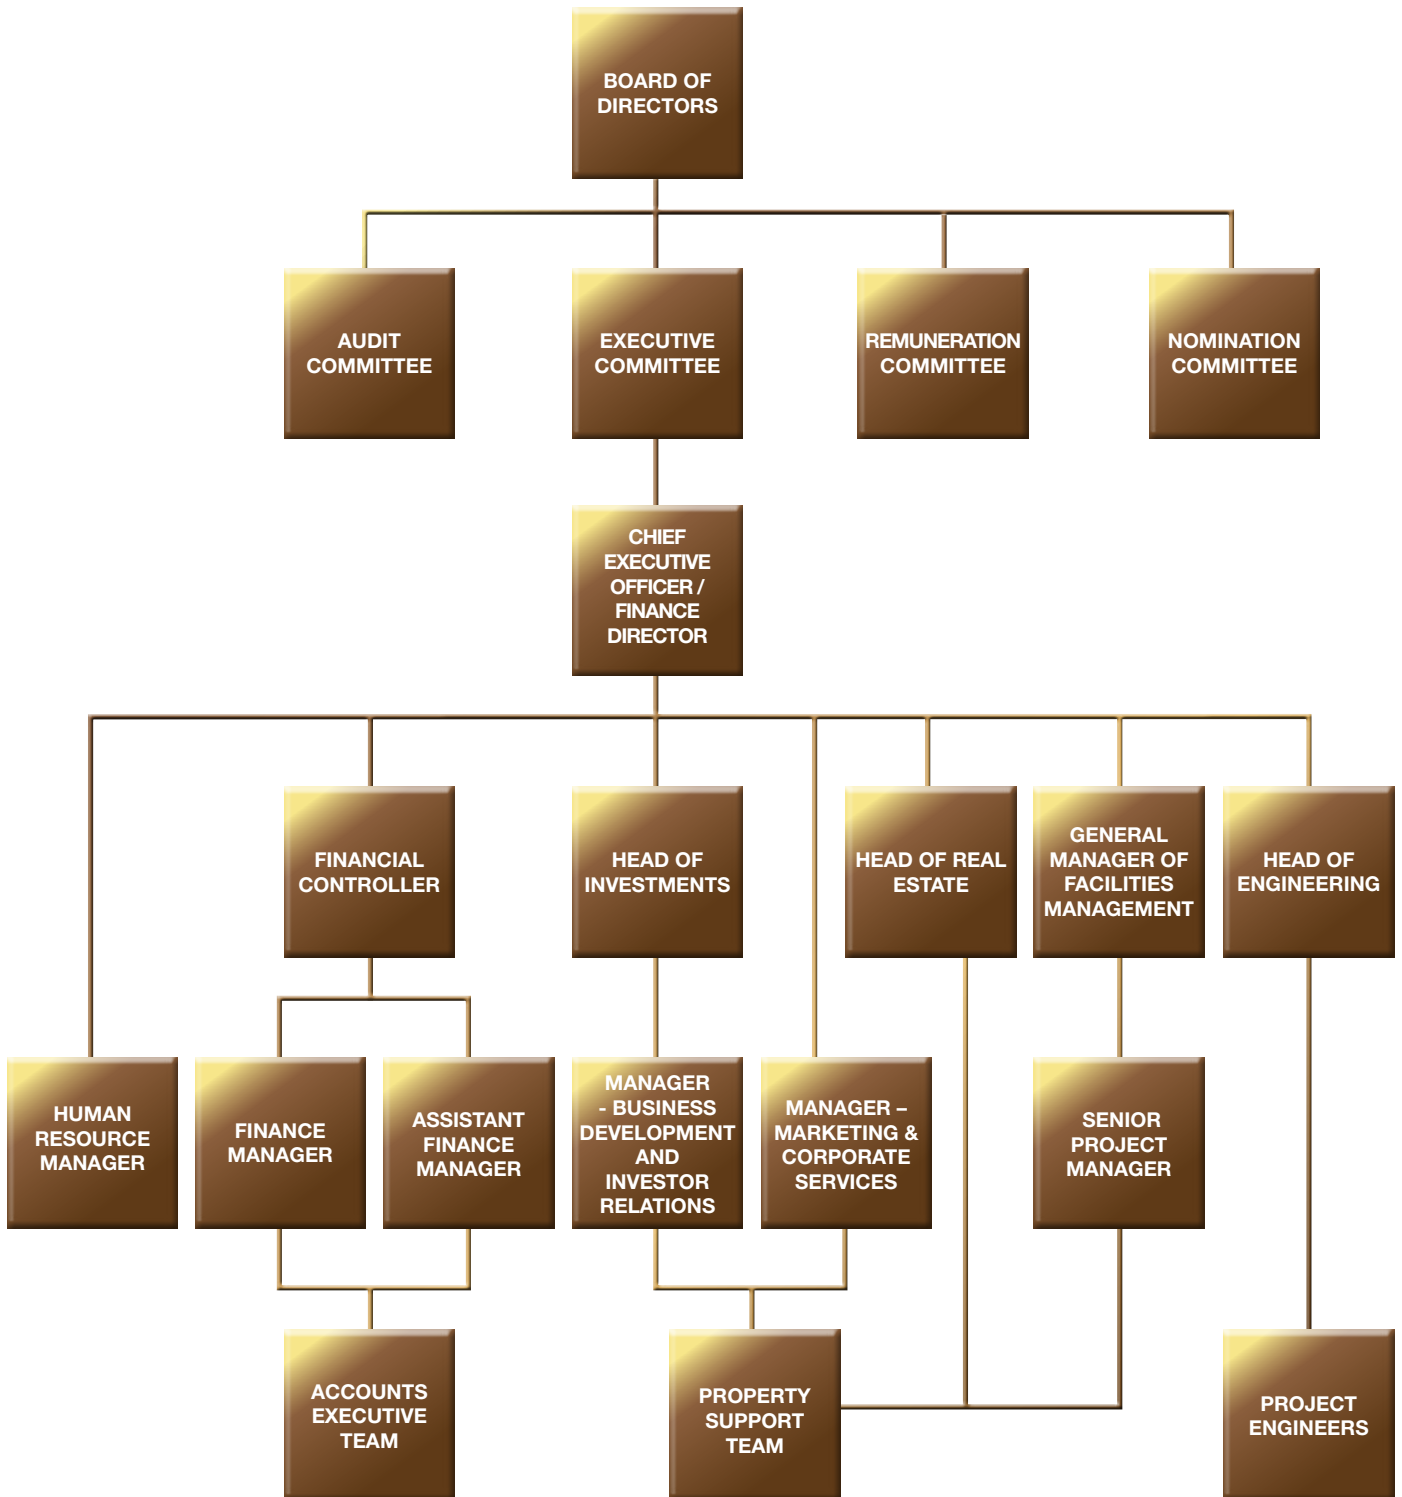 BOARD OF
DIRECTORS
AUDIT
COMMITTEE
EXECUTIVE
COMMITTEE
REMUNERATION
COMMITTEE
NOMINATION
COMMITTEE
CHIEF
EXECUTIVE
OFFICER /
FINANCE
DIRECTOR
FINANCIAL
CONTROLLER
HEAD OF
INVESTMENTS
HEAD OF REAL
ESTATE
GENERAL
MANAGER OF
FACILITIES
MANAGEMENT
HEAD OF
ENGINEERING
HUMAN
RESOURCE
MANAGER
FINANCE
MANAGER
ASSISTANT
FINANCE
MANAGER
MANAGER
- BUSINESS
DEVELOPMENT
AND
INVESTOR
RELATIONS
MANAGER –
MARKETING &
CORPORATE
SERVICES
SENIOR
PROJECT
MANAGER
ACCOUNTS
EXECUTIVE
TEAM
PROPERTY
SUPPORT
TEAM
PROJECT
ENGINEERS